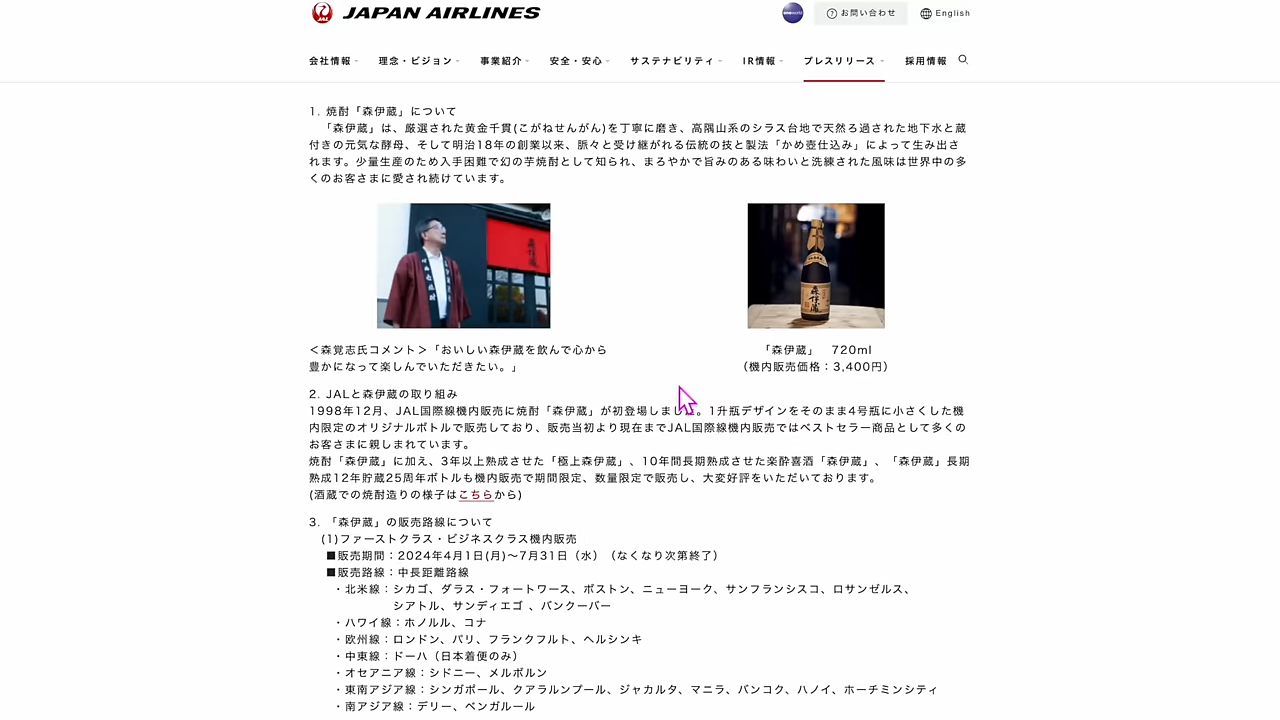 JAL
JAPAN AIRLINES
oneworld
お問い合わせ
English
会社情報
理念・ビジョン
事業紹介
安全・安心
サステナビリティ
IR情報
プレスリリース
採用情報
1. 焼酎「森伊蔵」について
「森伊蔵」は、厳選された黄金千貫(こがねせんがん)を丁寧に磨き、高隅山系のシラス台地で天然ろ過された地下水と蔵
付きの元気な酵母、そして明治18年の創業以来、脈々と受け継がれる伝統の技と製法「かめ壺仕込み」によって生み出さ
れます。少量生産のため入手困難で幻の芋焼酎として知られ、まろやかで旨みのある味わいと洗練された風味は世界中の多
くのお客さまに愛され続けています。
森伊蔵
森伊蔵
＜森覚志氏コメント＞「おいしい森伊蔵を飲んで心から
豊かになって楽しんでいただきたい。」
「森伊蔵」 720ml
(機内販売価格：3,400円)
2. JALと森伊蔵の取り組み
1998年12月、JAL国際線機内販売に焼酎「森伊蔵」が初登場しました。1升瓶デザインをそのまま4号瓶に小さくした機
内限定のオリジナルボトルで販売しており、販売当初より現在までJAL国際線機内販売ではベストセラー商品として多くの
お客さまに親しまれています。
焼酎「森伊蔵」に加え、3年以上熟成させた「極上森伊蔵」、10年間長期熟成させた楽酔喜酒「森伊蔵」、「森伊蔵」長期
熟成12年貯蔵25周年ボトルも機内販売で期間限定、数量限定で販売し、大変好評をいただいております。
(酒蔵での焼酎造りの様子はこちらから)
3. 「森伊蔵」の販売路線について
(1)ファーストクラス・ビジネスクラス機内販売
■販売期間：2024年4月1日(月)～7月31日（水）（なくなり次第終了）
■販売路線：中長距離路線
・北米線：シカゴ、ダラス・フォートワース、ボストン、ニューヨーク、サンフランシスコ、ロサンゼルス、
シアトル、サンディエゴ 、バンクーバー
・ハワイ線：ホノルル、コナ
・欧州線：ロンドン、パリ、フランクフルト、ヘルシンキ
・中東線：ドーハ（日本着便のみ）
・オセアニア線：シドニー、メルボルン
・東南アジア線：シンガポール、クアラルンプール、ジャカルタ、マニラ、バンコク、ハノイ、ホーチミンシティ
・南アジア線：デリー、ベンガルール